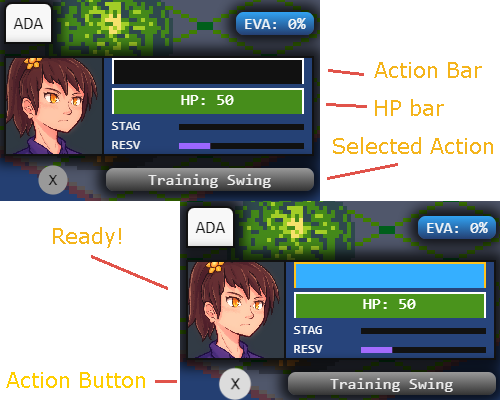 ADA
EVA: 0%
Action Bar
HP: 50
HP bar
STAG
RESV
Selected Action
X
Training Swing
Ready!
ADA
EVA: 0%
HP: 50
STAG
RESV
Action Button
X
Training Swing